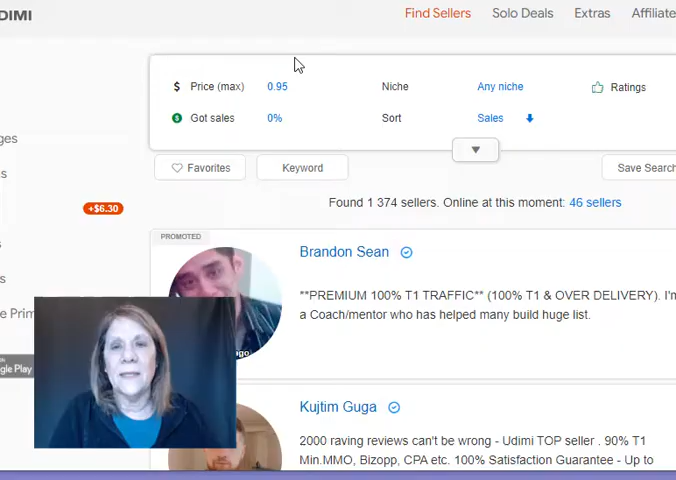 DIMI
Find Sellers
Solo Deals
Extras
Affiliate
$ Price (max) 0.95
Niche Any niche
Ratings
$ Got sales 0%
Sort Sales
ges
s
Favorites
Keyword
Save Search
+$6.30
Found 1 374 sellers. Online at this moment: 46 sellers
s
PROMOTED
Brandon Sean
s
**PREMIUM 100% T1 TRAFFIC** (100% T1 & OVER DELIVERY). I'm
a Coach/mentor who has helped many build huge list.
e Prim
ago
gle Play
Kujtim Guga
2000 raving reviews can't be wrong - Udimi TOP seller . 90% T1
Min.MMO, Bizopp, CPA etc. 100% Satisfaction Guarantee - Up to